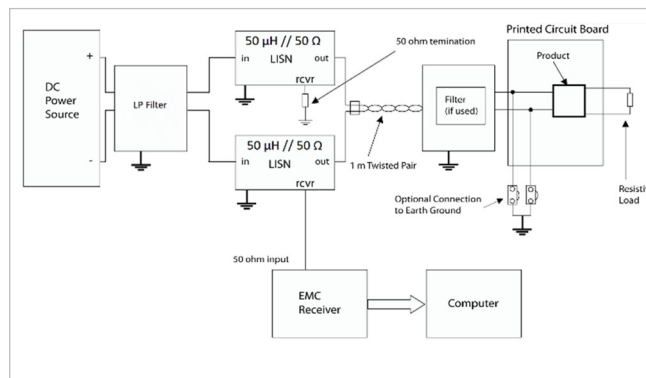 DC
Power
Source
+
-
LP Filter
50 µH // 50 Ω
in
LISN
out
rcvr
50 ohm temination
50 µH // 50 Ω
in
LISN
out
rcvr
1 m Twisted Pair
Filter
(if used)
Printed Circuit Board
Product
Resistiv
Load
Optional Connection
to Earth Ground
50 ohm input
EMC
Receiver
Computer